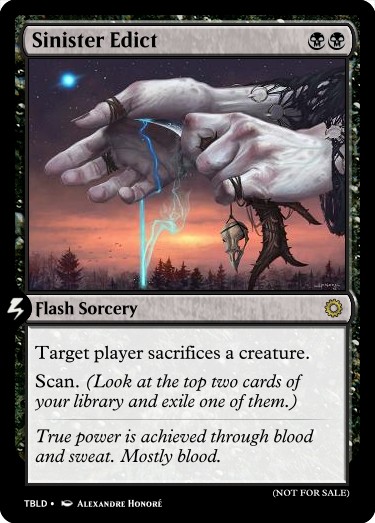 Sinister Edict
Flash Sorcery
Target player sacrifices a creature.
Scan. (Look at the top two cards of
your library and exile one of them.)
True power is achieved through blood
and sweat. Mostly blood.
(NOT FOR SALE)
TBLD • Alexandre Honoré